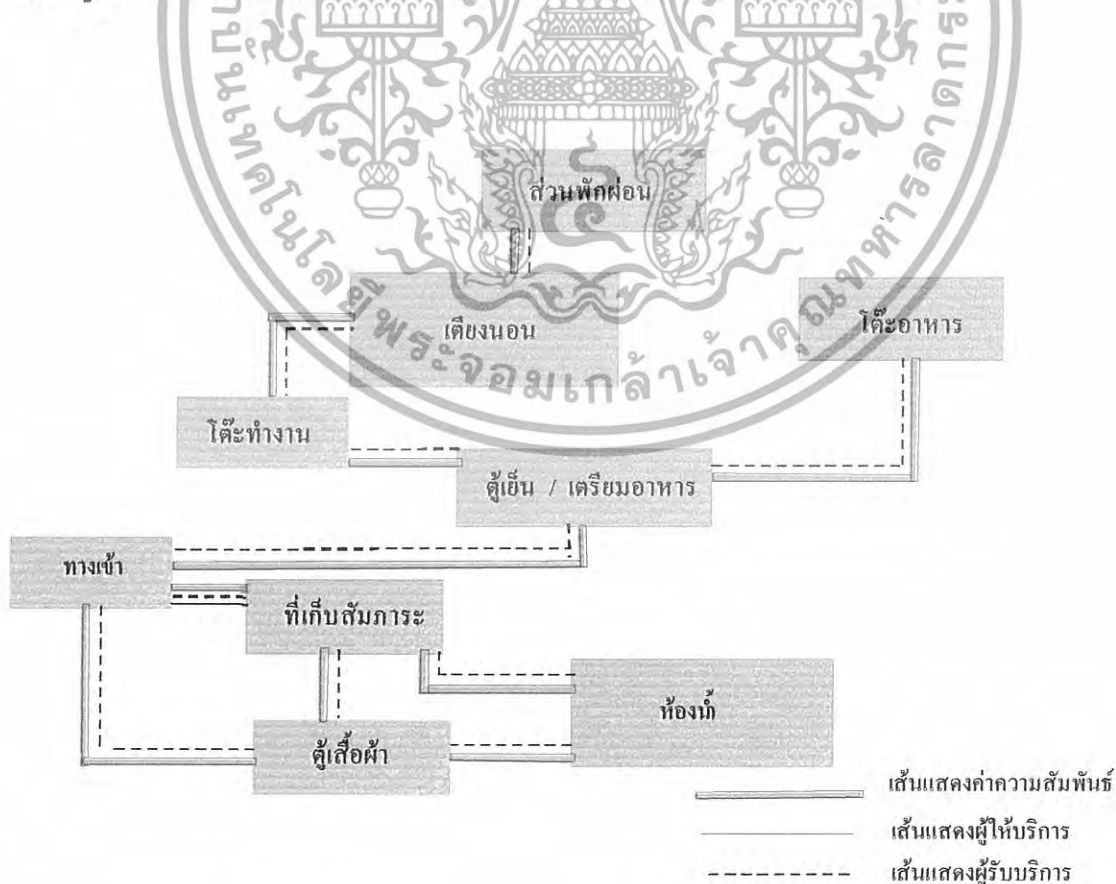 ส่วนพักผ่อน
เตียงนอน
โต๊ะอาหาร
โต๊ะทำงาน
ตู้เย็น / เตรียมอาหาร
ทางเข้า
ที่เก็บสัมภาระ
ห้องน้ำ
ตู้เสื้อผ้า
เส้นแสดงค่าความสัมพันธ์
เส้นแสดงผู้ให้บริการ
เส้นแสดงผู้รับบริการ